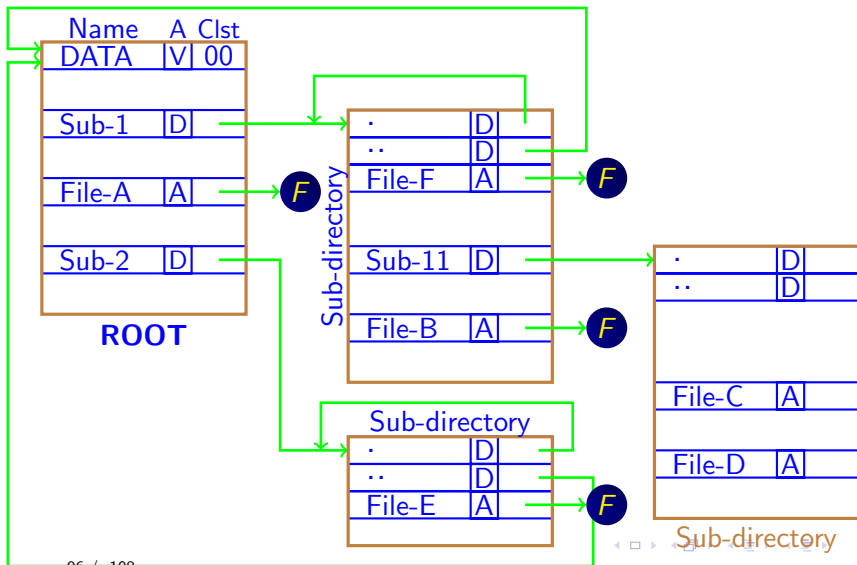 Name A Clst
DATA V 00
Sub-1 D
File-A A
Sub-2 D
ROOT
F
Sub-directory
. D
.. D
File-F A
Sub-11 D
File-B A
F
F
Sub-directory
. D
.. D
File-E A
F
. D
.. D
File-C A
File-D A
Sub-directory